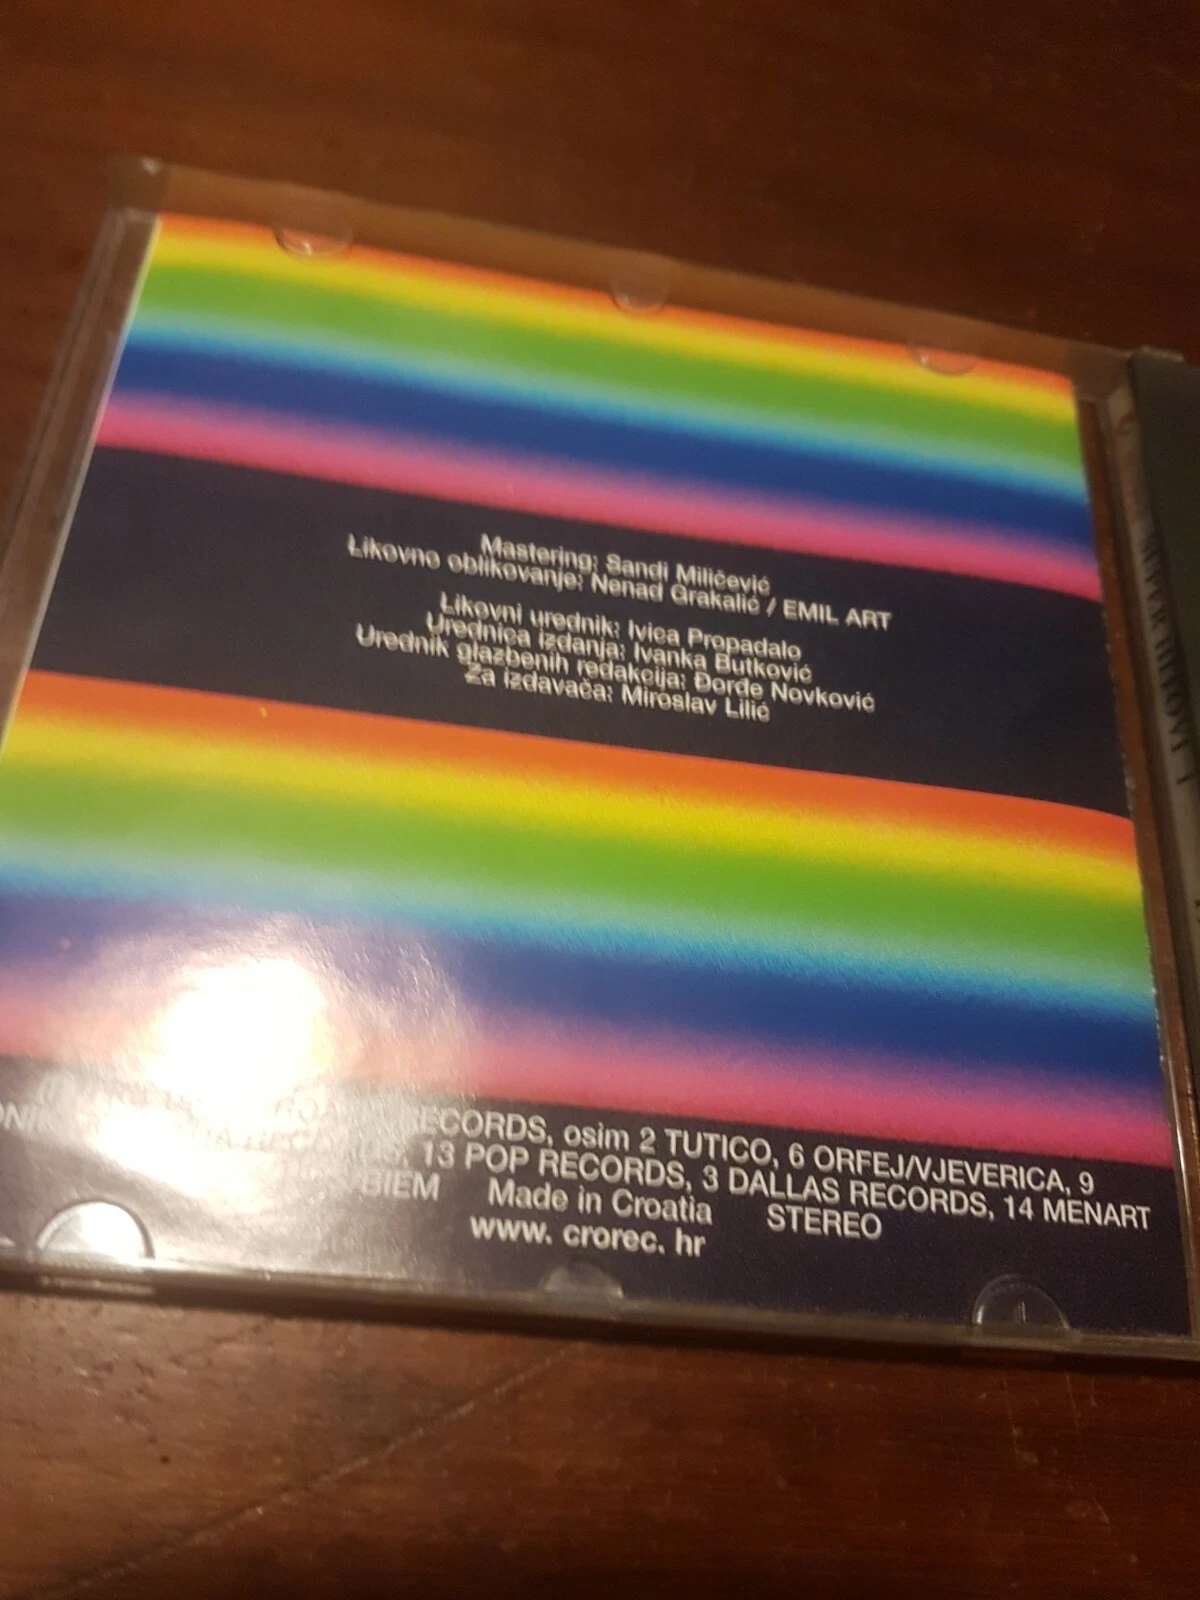 Mastering: Sandi Miličević
Likovno oblikovanje: Nenad Grakalić / EMIL ART
Likovni urednik: Ivica Propadalo
Urednica izdanja: Ivanka Butković
Urednik glazbenih redakcija: Đorđe Novković
Za izdavača: Miroslav Lilić
RECORDS, osim 2 TUTICO, 6 ORFEJ/VJEVERICA, 9
13 POP RECORDS, 3 DALLAS RECORDS, 14 MENART
BIEM Made in Croatia STEREO
www. crorec. hr